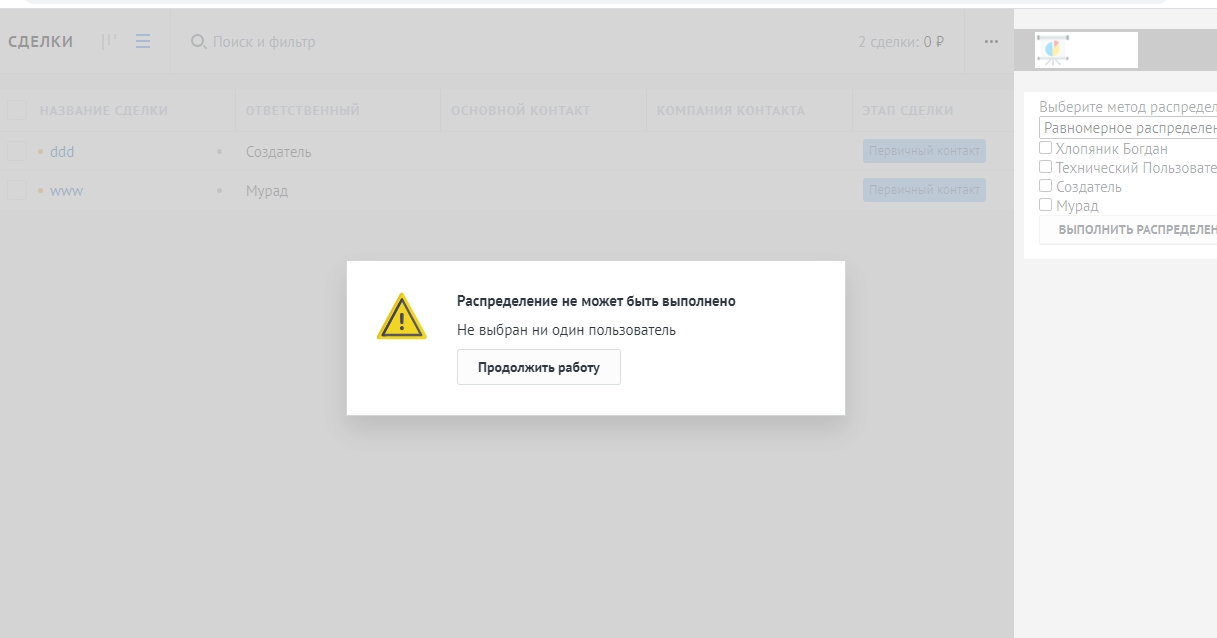 СДЕЛКИ
Поиск и фильтр
2 сделки: 0 ₽
НАЗВАНИЕ СДЕЛКИ
ОТВЕТСТВЕННЫЙ
ОСНОВНОЙ КОНТАКТ
КОМПАНИЯ КОНТАКТА
ЭТАП СДЕЛКИ
ddd
Создатель
Первичный контакт
www
Мурад
Первичный контакт
Выберите метод распредел
Равномерное распределен
Хлопяник Богдан
Технический Пользовате
Создатель
Мурад
ВЫПОЛНИТЬ РАСПРЕДЕЛЕН
Распределение не может быть выполнено
Не выбран ни один пользователь
Продолжить работу